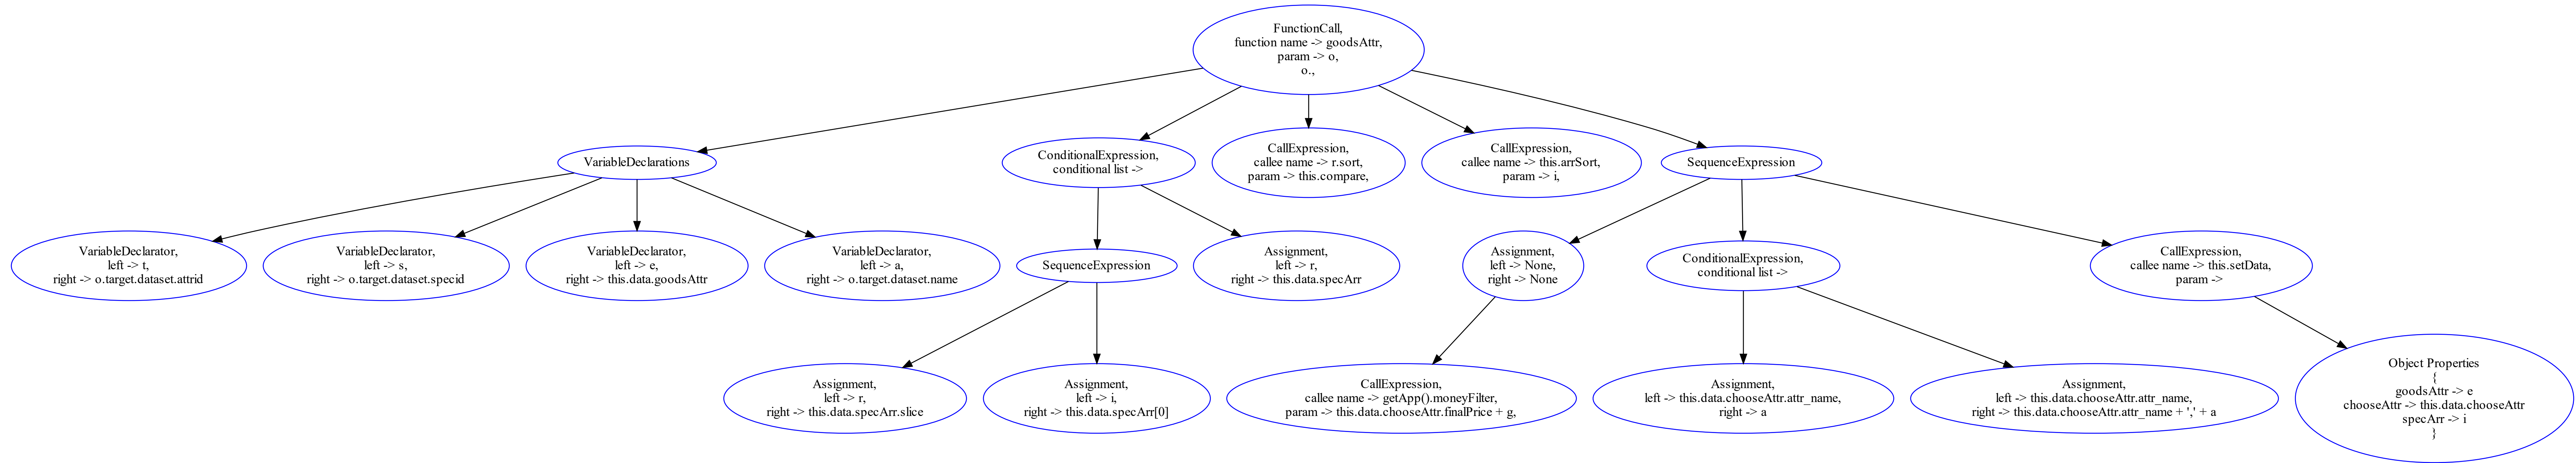 FunctionCall,
function name -> goodsAttr,
param -> o,
o.,
VariableDeclarations
ConditionalExpression,
conditional list ->
CallExpression,
callee name -> r.sort,
param -> this.compare,
CallExpression,
callee name -> this.arrSort,
param -> i,
SequenceExpression
VariableDeclarator,
left -> t,
right -> o.target.dataset.attrid
VariableDeclarator,
left -> s,
right -> o.target.dataset.specid
VariableDeclarator,
left -> e,
right -> this.data.goodsAttr
VariableDeclarator,
left -> a,
right -> o.target.dataset.name
SequenceExpression
Assignment,
left -> r,
right -> this.data.specArr
Assignment,
left -> None,
right -> None
ConditionalExpression,
conditional list ->
CallExpression,
callee name -> this.setData,
param ->
Assignment,
left -> r,
right -> this.data.specArr.slice
Assignment,
left -> i,
right -> this.data.specArr[0]
CallExpression,
callee name -> getApp().moneyFilter,
param -> this.data.chooseAttr.finalPrice + g,
Assignment,
left -> this.data.chooseAttr.attr_name,
right -> a
Assignment,
left -> this.data.chooseAttr.attr_name,
right -> this.data.chooseAttr.attr_name + ',' + a
Object Properties
{
goodsAttr -> e
chooseAttr -> this.data.chooseAttr
specArr -> i
}